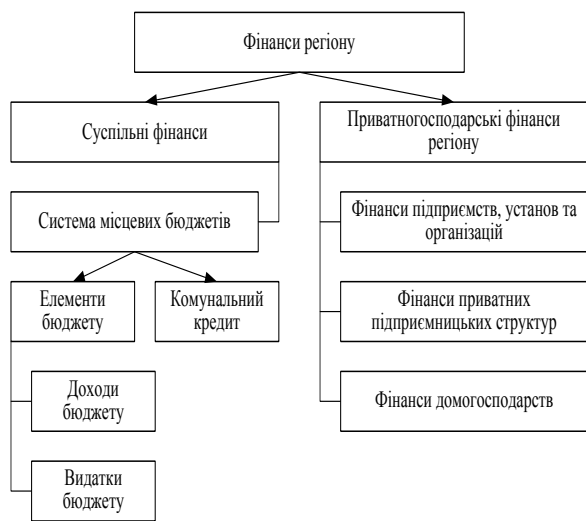 Фінанси регіону
Суспільні фінанси
Приватногосподарські фінанси
регіону
Система місцевих бюджетів
Фінанси підприємств, установ та
організацій
Елементи
бюджету
Комунальний
кредит
Фінанси приватних
підприємницьких структур
Доходи
бюджету
Фінанси домогосподарств
Видатки
бюджету